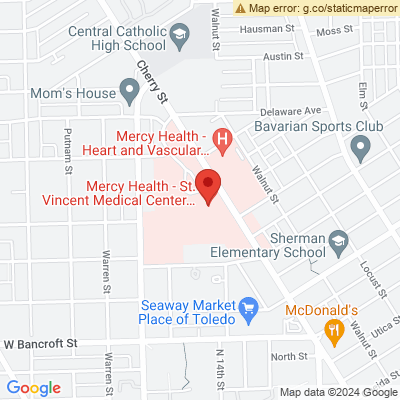 Map error: g.co/staticmaperror
Central Catholic
High School
Walnut St
Hausman St
Moss St
Austin St
Cherry St
Mom's House
Elm St
Delaware Ave
Putnam St
Mercy Health -
Heart and Vascular...
Bavarian Sports Club
Walnut St
Mercy Health - St.
Vincent Medical Center...
Sherman
Elementary School
Warren St
Locust St
Seaway Market
Place of Toledo
McDonald's
Walnut St
Utica St
W Bancroft St
Warren St
N 14th St
North St
Google
Map data ©2024 Google